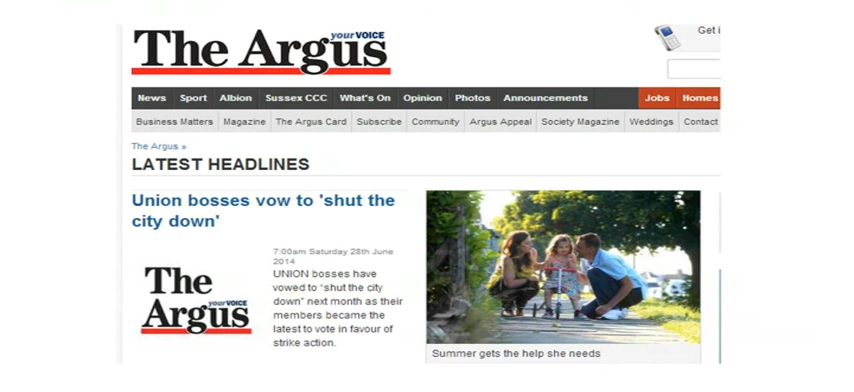 The Argus
yourVOICE
Get i
News Sport Albion Sussex CCC What's On Opinion Photos Announcements Jobs Homes
Business Matters Magazine The Argus Card Subscribe Community Argus Appeal Society Magazine Weddings Contact
The Argus »
LATEST HEADLINES
Union bosses vow to 'shut the
city down'
7:00am Saturday 28th June
2014
UNION bosses have
vowed to "shut the city
down" next month as their
members became the
latest to vote in favour of
strike action.
The
yourVOICE
Argus
Summer gets the help she needs